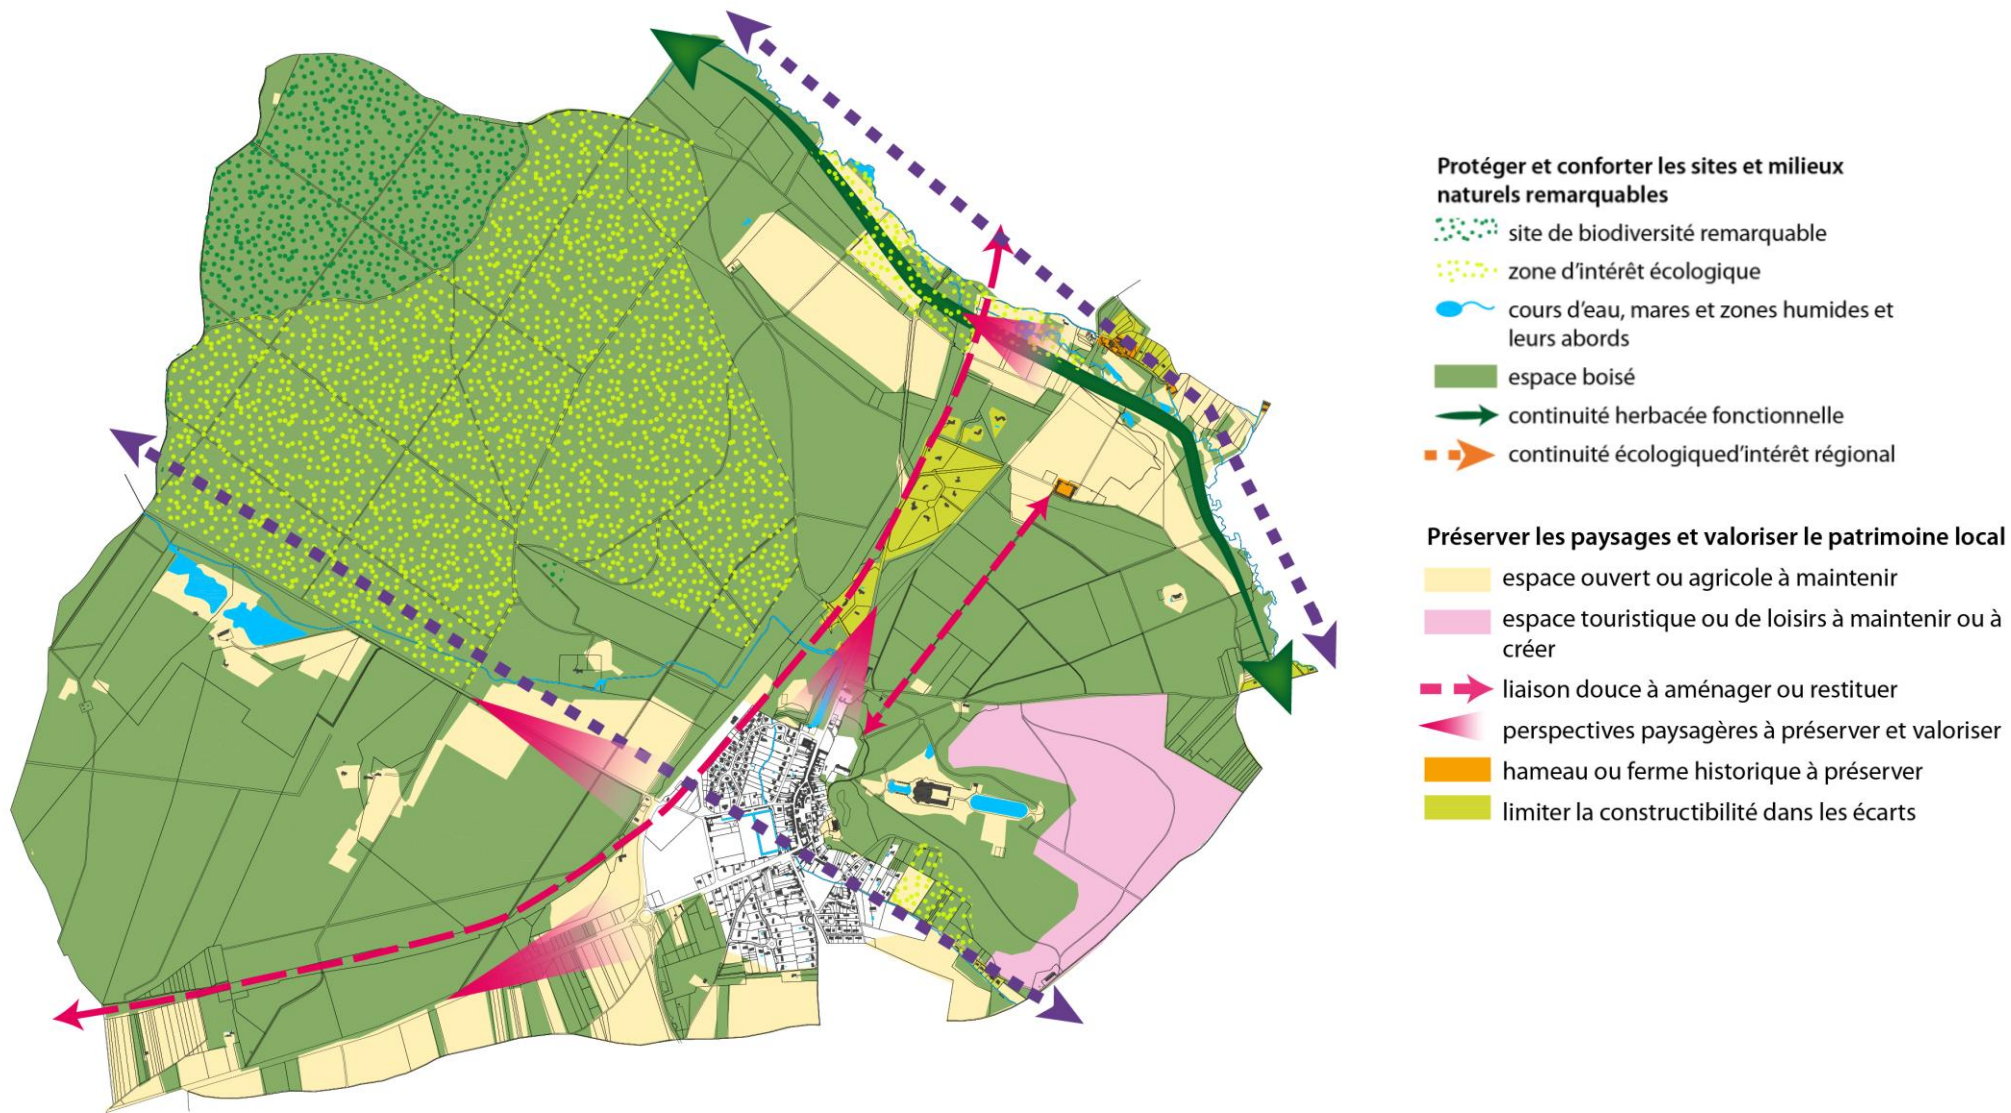 Protéger et conforter les sites et milieux
naturels remarquables
site de biodiversité remarquable
zone d'intérêt écologique
cours d'eau, mares et zones humides et
leurs abords
espace boisé
continuité herbacée fonctionnelle
continuité écologiqued'intérêt régional
Préserver les paysages et valoriser le patrimoine local
espace ouvert ou agricole à maintenir
espace touristique ou de loisirs à maintenir ou à
créer
liaison douce à aménager ou restituer
perspectives paysagères à préserver et valoriser
hameau ou ferme historique à préserver
limiter la constructibilité dans les écarts